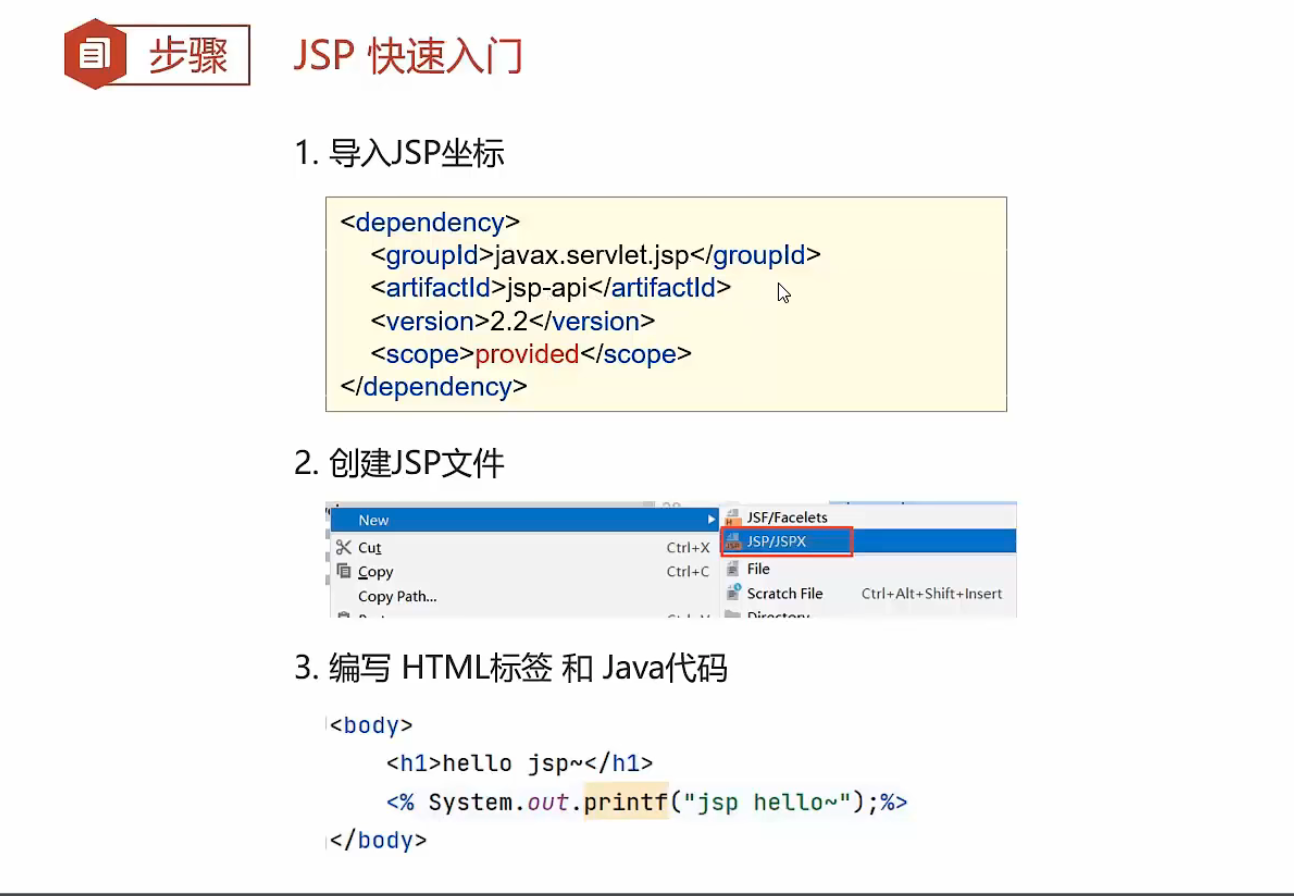 步骤
JSP 快速入门
1. 导入JSP坐标
<dependency>
<groupId>javax.servlet.jsp</groupId>
<artifactId>jsp-api</artifactId>
<version>2.2</version>
<scope>provided</scope>
</dependency>
2. 创建JSP文件
New
JSF/Facelets
JSP/JSPX
Cut Ctrl+X
File
Copy Ctrl+C
Scratch File Ctrl+Alt+Shift+Insert
Copy Path...
Directory
3. 编写 HTML标签 和 Java代码
<body>
<h1>hello jsp~</h1>
<% System.out.printf("jsp hello~");%>
</body>